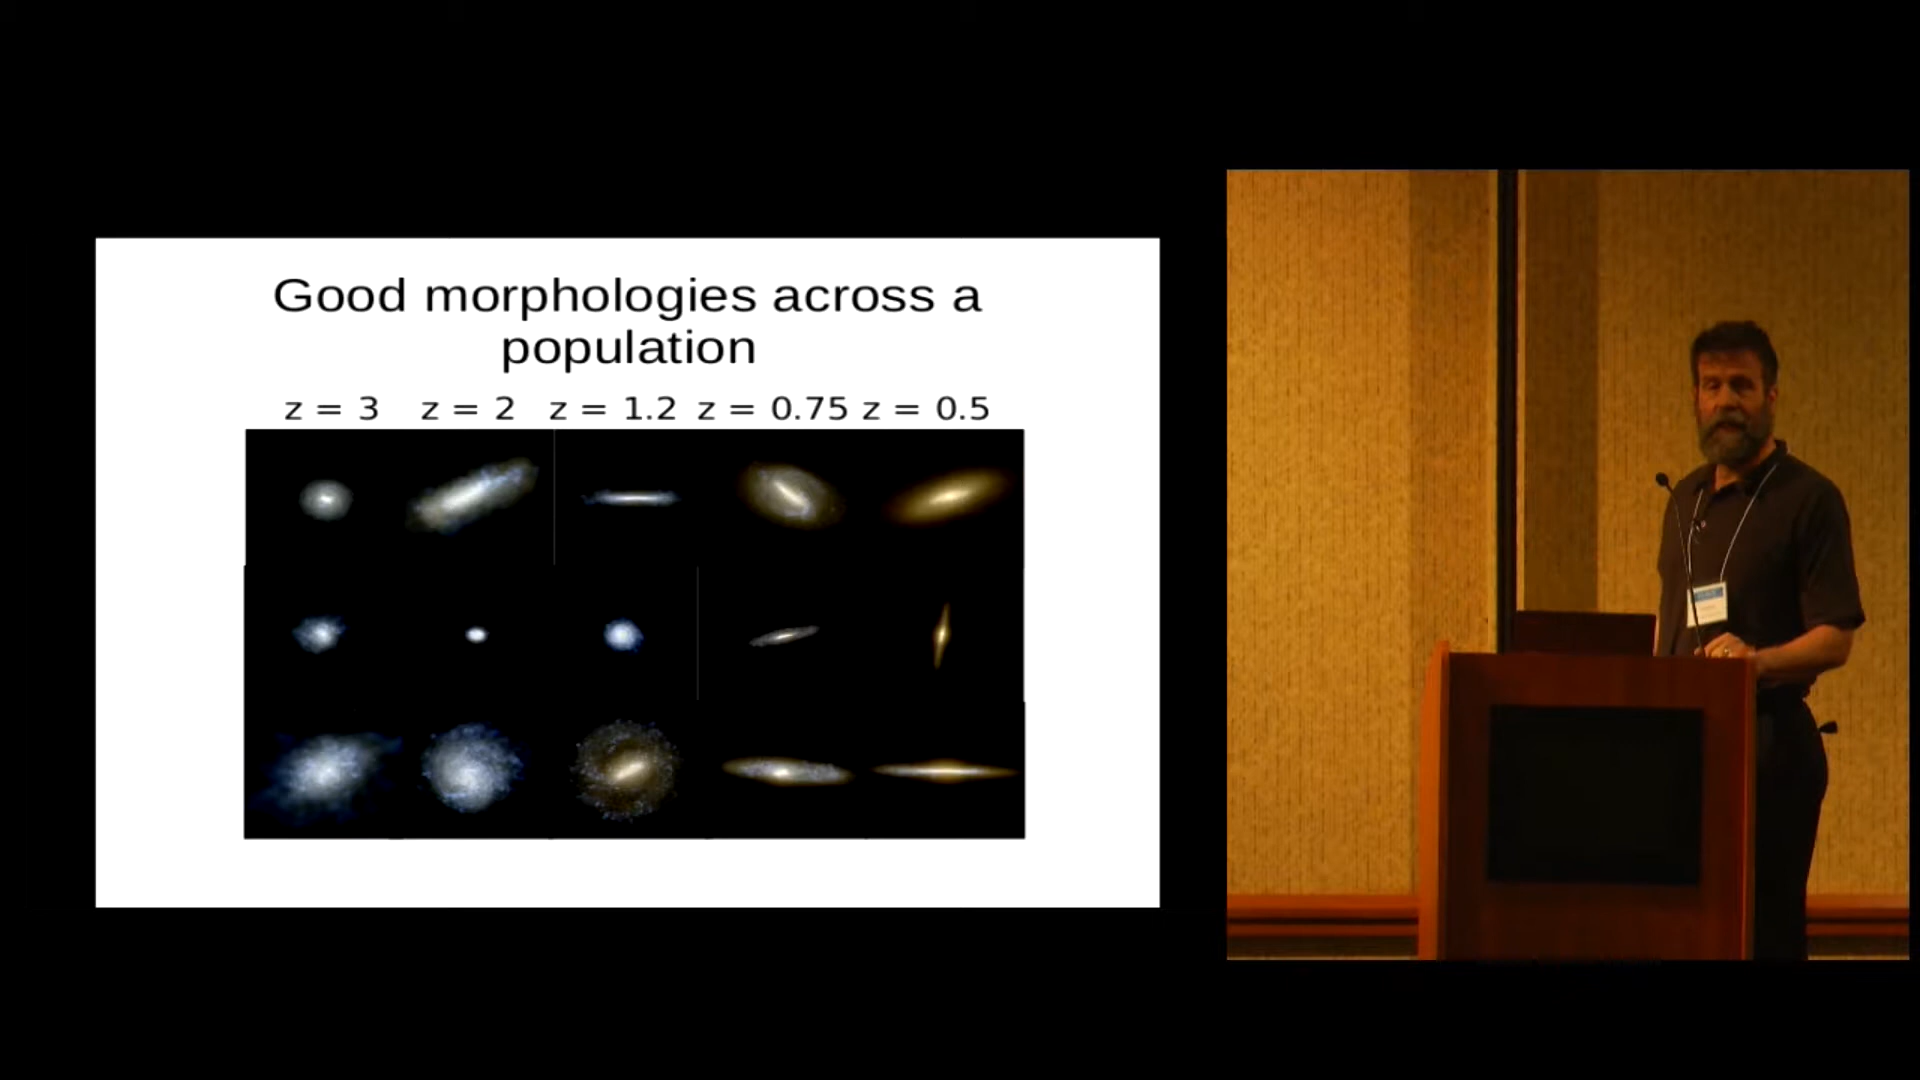 Good morphologies across a
population
z = 3 z = 2 z = 1.2 z = 0.75 z = 0.5